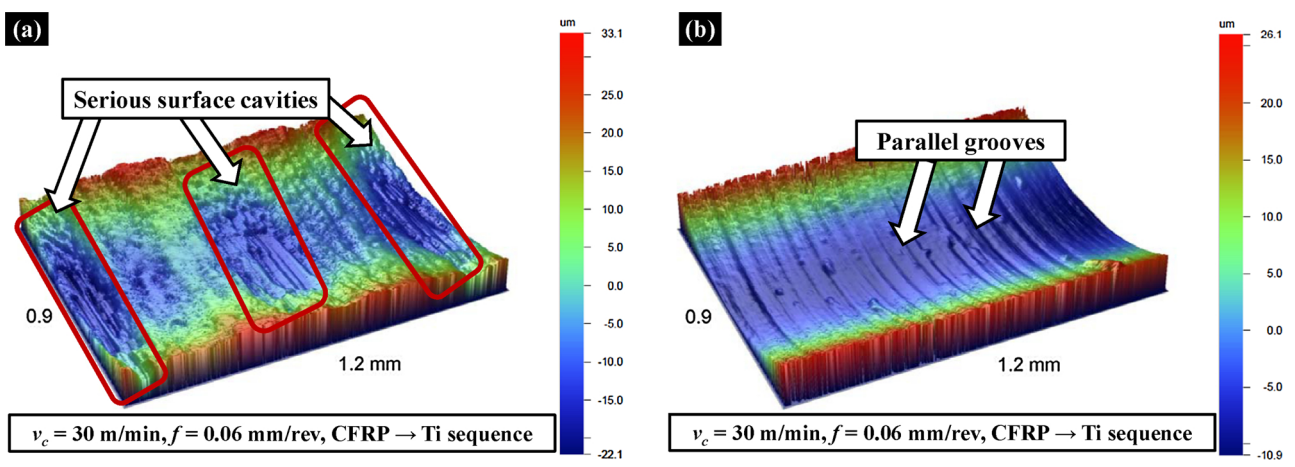 (a)
um
33.1
25.0
20.0
15.0
10.0
5.0
0.0
-5.0
-10.0
-15.0
-22.1
Serious surface cavities
0.9
1.2 mm
v_c = 30 m/min, f = 0.06 mm/rev, CFRP → Ti sequence
(b)
um
26.1
20.0
15.0
10.0
5.0
0.0
-5.0
-10.9
Parallel grooves
0.9
1.2 mm
v_c = 30 m/min, f = 0.06 mm/rev, CFRP → Ti sequence